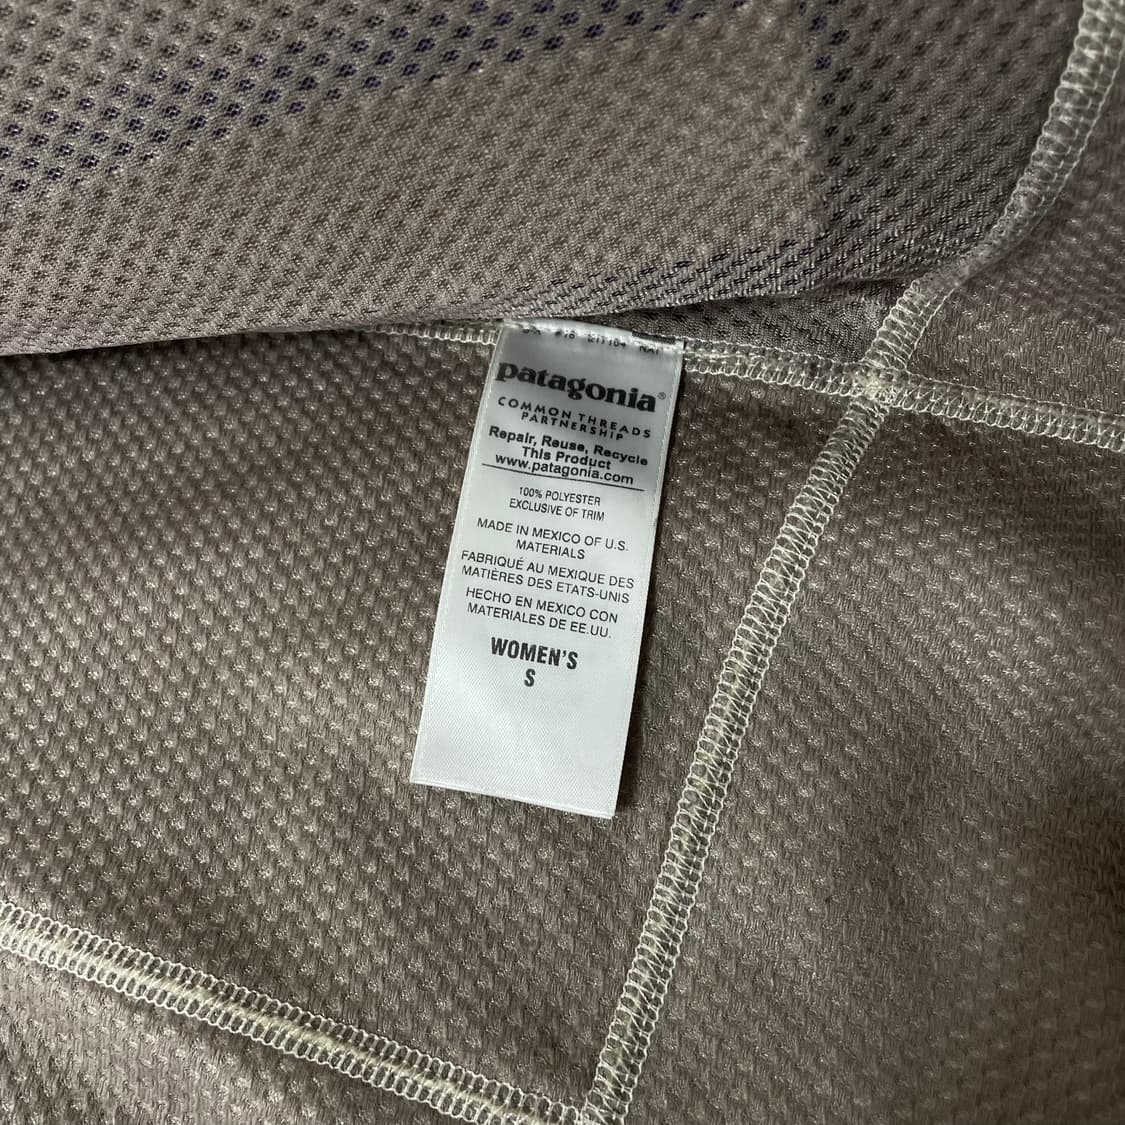 patagonia®
COMMON THREADS
PARTNERSHIP
Repair, Reuse, Recycle
This Product
www.patagonia.com
100% POLYESTER
EXCLUSIVE OF TRIM
MADE IN MEXICO OF U.S.
MATERIALS
FABRIQUÉ AU MEXIQUE DES
MATIÈRES DES ETATS-UNIS
HECHO EN MEXICO CON
MATERIALES DE EE.UU.
WOMEN'S
S